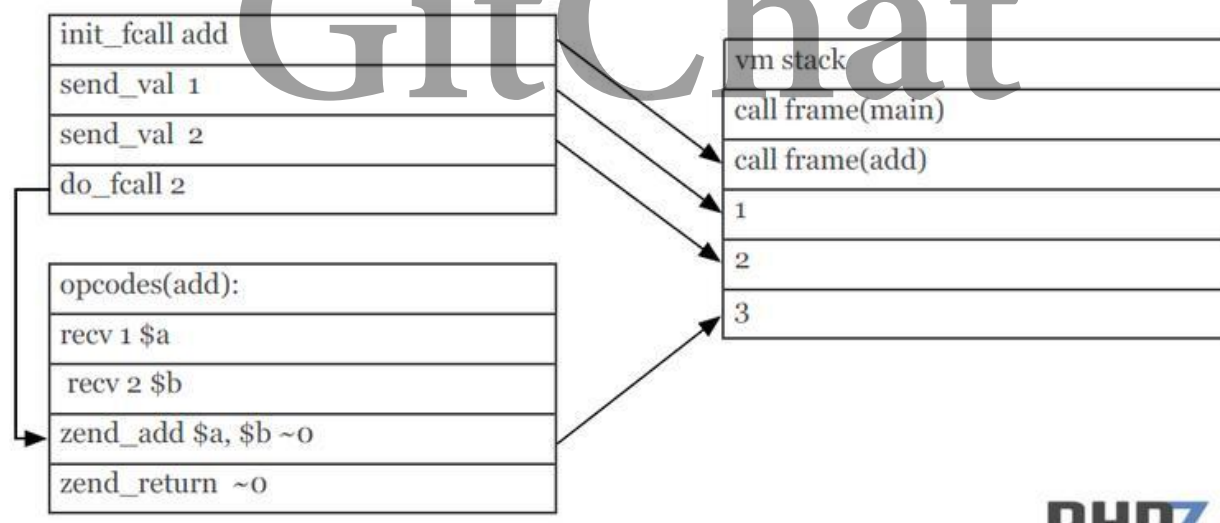 GitChat
init_fcall add
send_val 1
send_val 2
do_fcall 2
opcodes(add):
recv 1 $a
recv 2 $b
zend_add $a, $b ~0
zend_return ~0
vm stack
call frame(main)
call frame(add)
1
2
3
PHP7